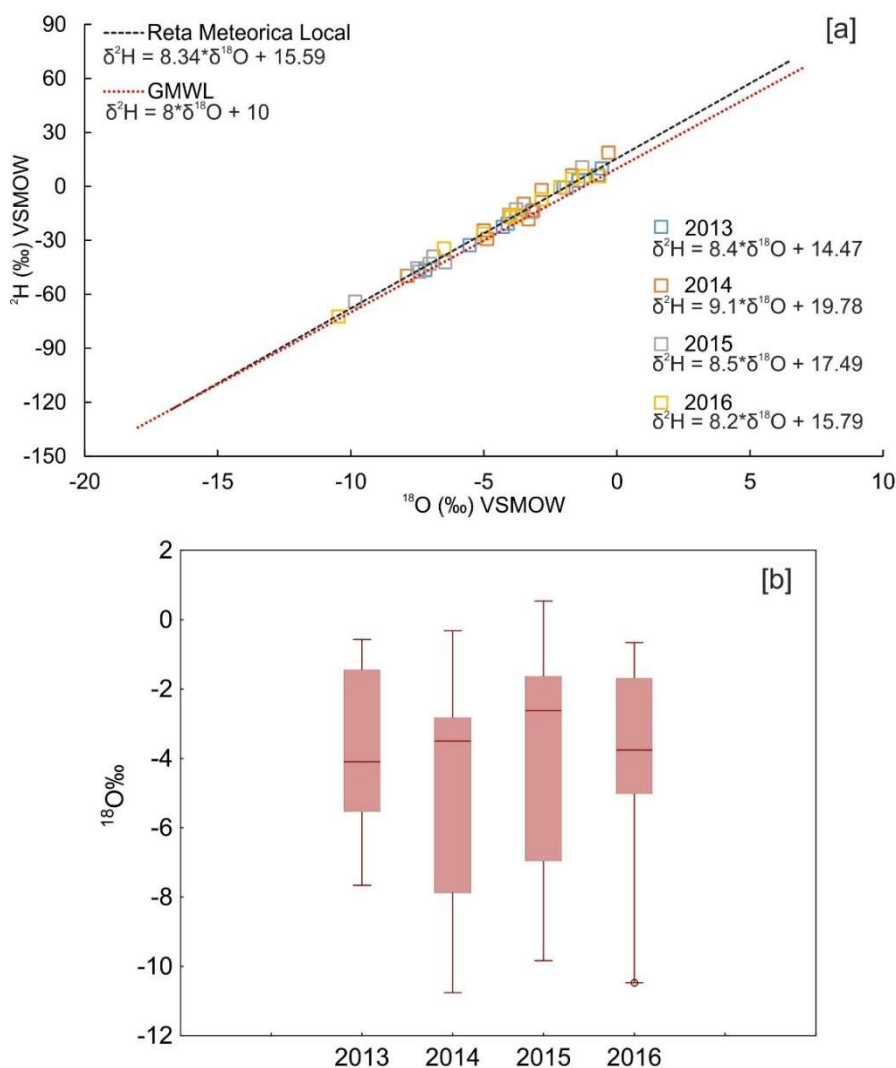 [a]
Reta Meteorica Local
δ²H = 8.34*δ¹⁸O + 15.59
GMWL
δ²H = 8*δ¹⁸O + 10
90
60
30
0
-30
-60
-90
-120
-150
²H (‰) VSMOW
2013
δ²H = 8.4*δ¹⁸O + 14.47
2014
δ²H = 9.1*δ¹⁸O + 19.78
2015
δ²H = 8.5*δ¹⁸O + 17.49
2016
δ²H = 8.2*δ¹⁸O + 15.79
-20 -15 -10 -5 0 5 10
¹⁸O (‰) VSMOW
[b]
2
0
-2
-4
-6
-8
-10
-12
¹⁸O‰
2013 2014 2015 2016